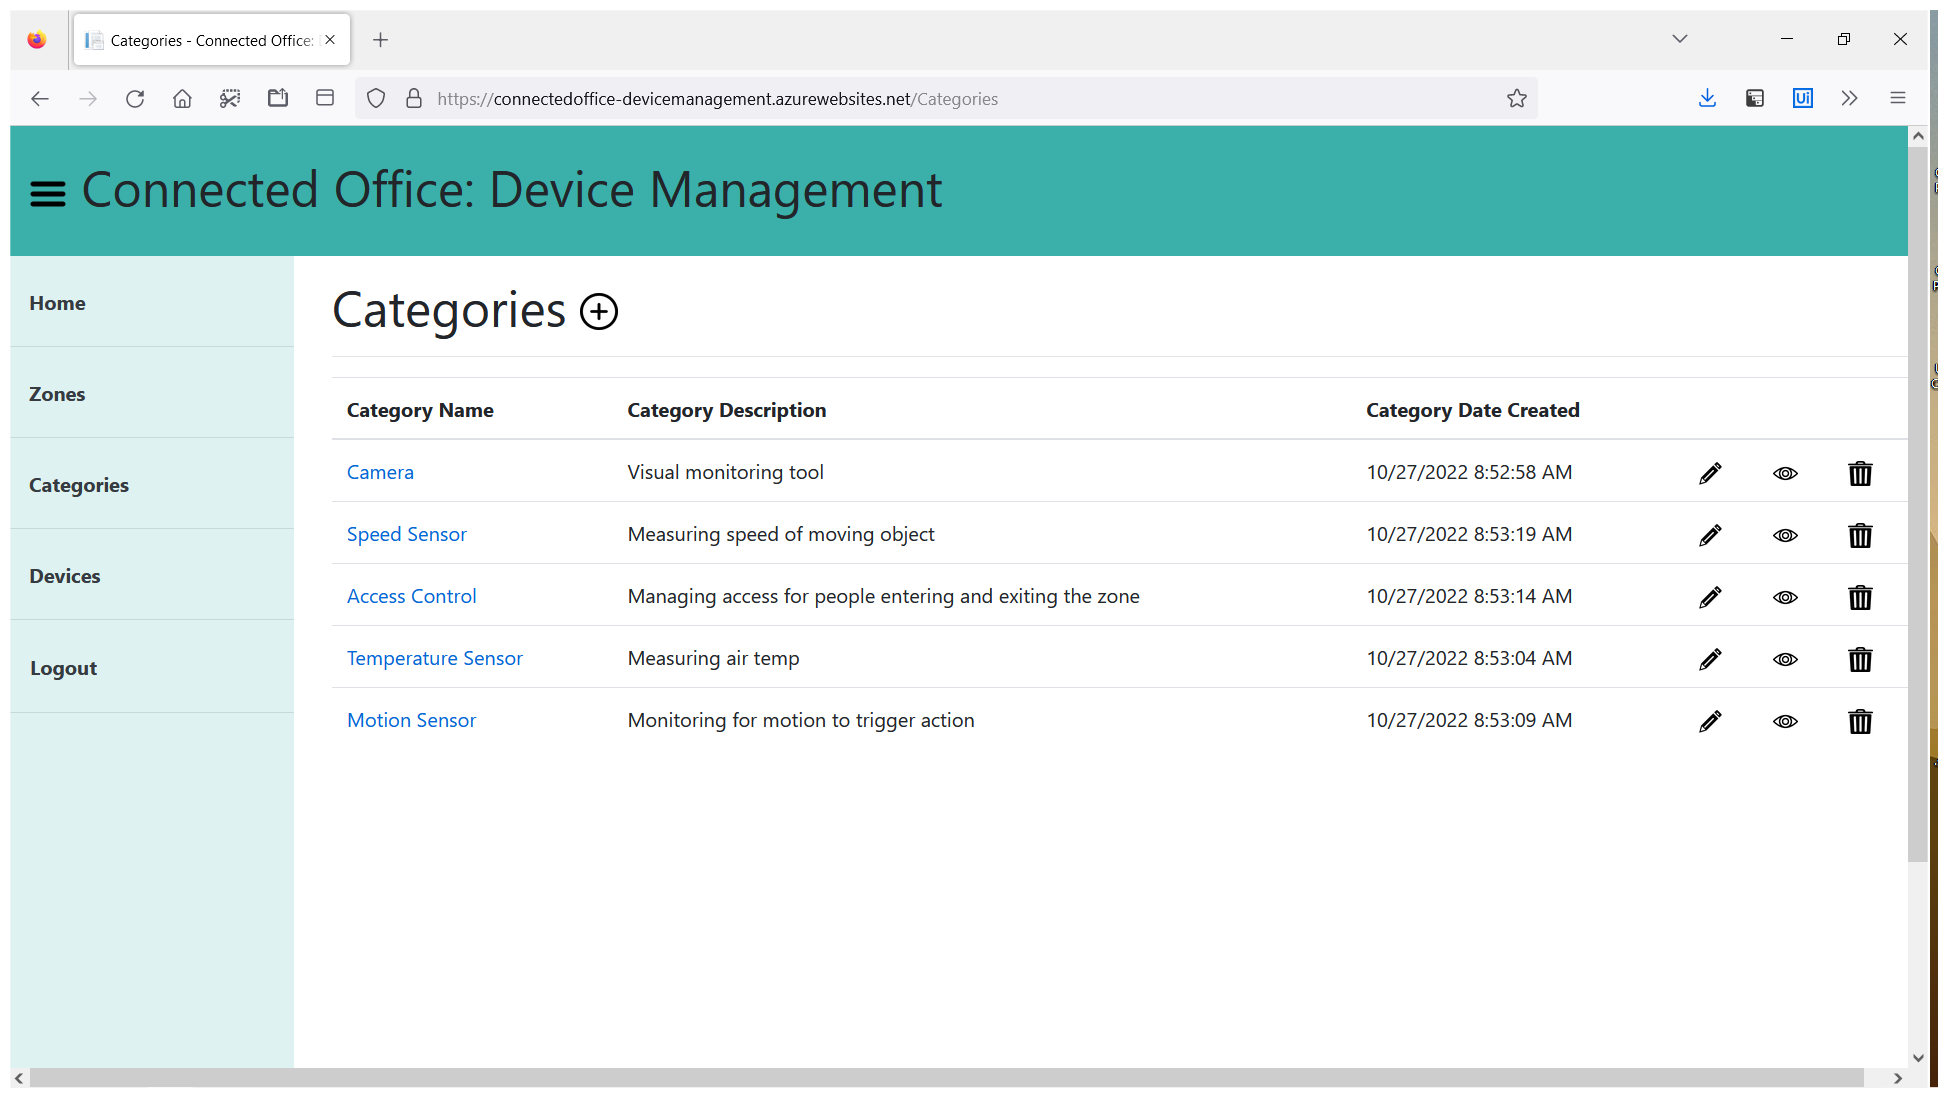 Categories - Connected Office:
https://connectedoffice-devicemanagement.azurewebsites.net/Categories
Ui
Connected Office: Device Management
Home
Zones
Categories
Devices
Logout
Categories
Category Name Category Description Category Date Created
Camera Visual monitoring tool 10/27/2022 8:52:58 AM
Speed Sensor Measuring speed of moving object 10/27/2022 8:53:19 AM
Access Control Managing access for people entering and exiting the zone 10/27/2022 8:53:14 AM
Temperature Sensor Measuring air temp 10/27/2022 8:53:04 AM
Motion Sensor Monitoring for motion to trigger action 10/27/2022 8:53:09 AM